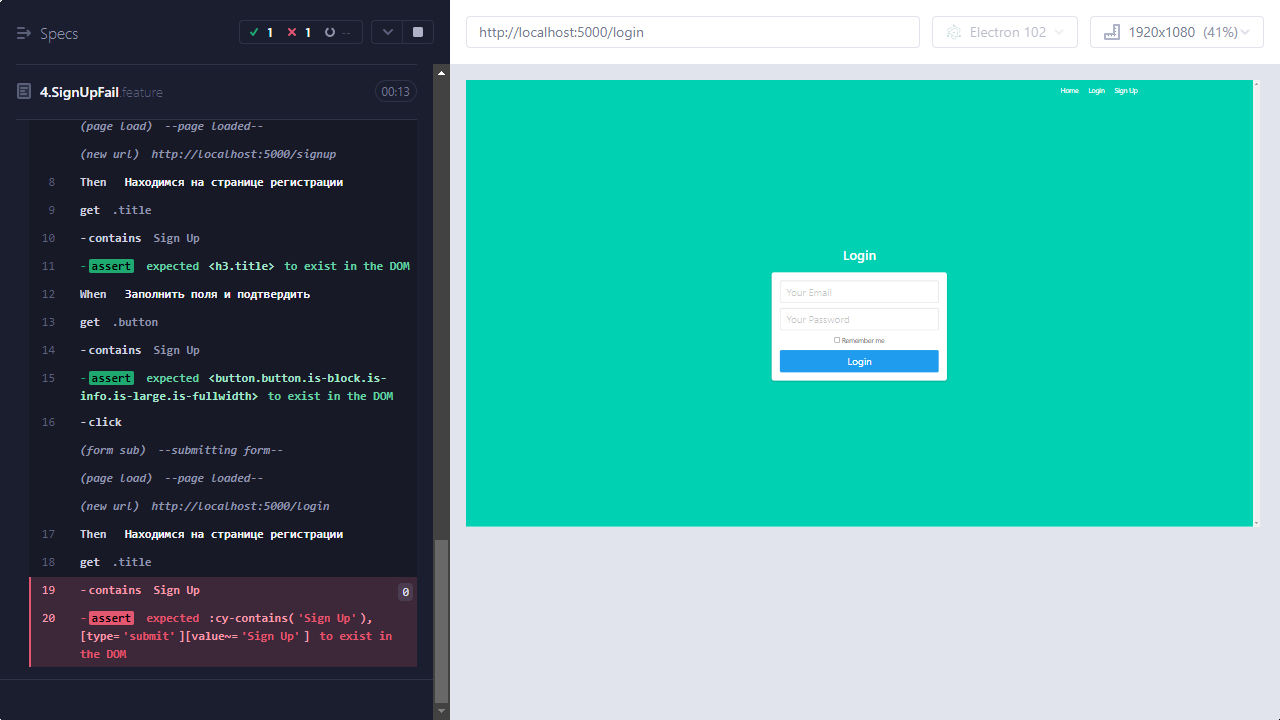 Specs
1
1
--
4.SignUpFail.feature
00:13
(page load) --page loaded--
(new url) http://localhost:5000/signup
8 Then Находимся на странице регистрации
9 get .title
10 -contains Sign Up
11 -assert expected <h3.title> to exist in the DOM
12 When Заполнить поля и подтвердить
13 get .button
14 -contains Sign Up
15 -assert expected <button.button.is-block.is-
info.is-large.is-fullwidth> to exist in the DOM
16 -click
(form sub) --submitting form--
(page load) --page loaded--
(new url) http://localhost:5000/login
17 Then Находимся на странице регистрации
18 get .title
19 -contains Sign Up 0
20 -assert expected :cy-contains('Sign Up'),
[type='submit'][value~='Sign Up'] to exist in
the DOM
http://localhost:5000/login
Electron 102
1920x1080 (41%)
Home Login Sign Up
Login
Your Email
Your Password
Remember me
Login